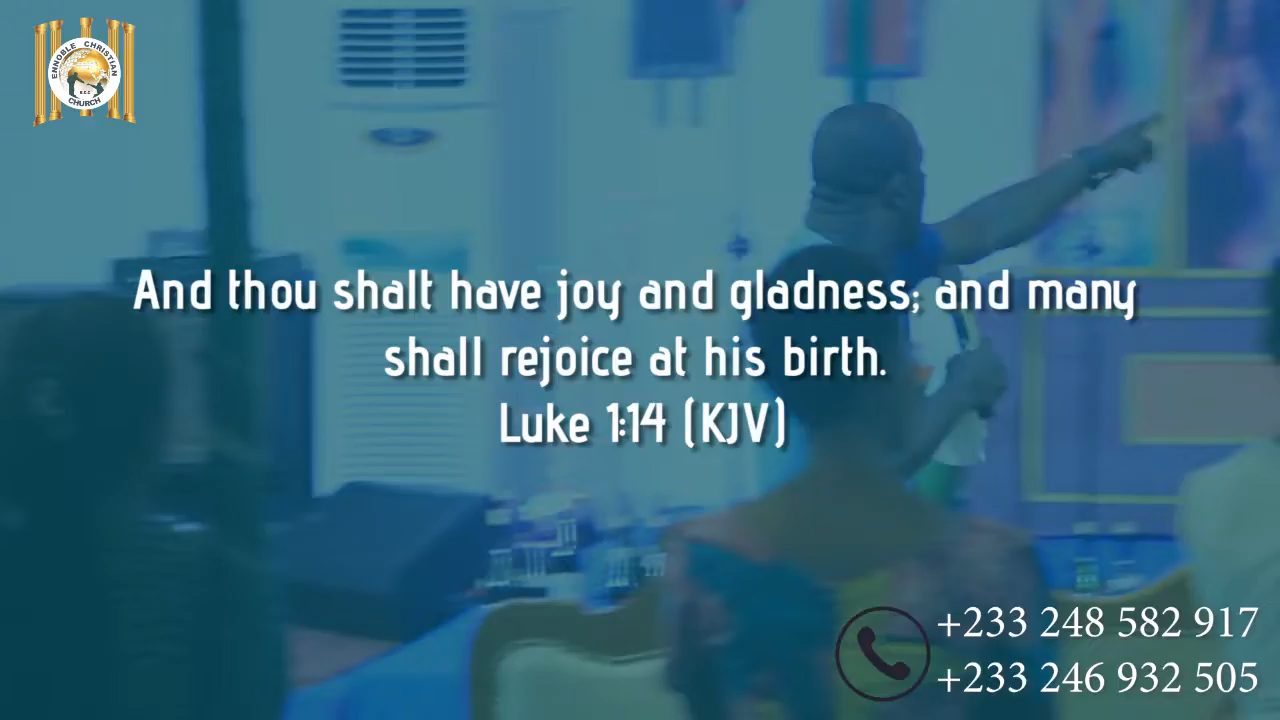 ENNOBLE CHRISTIAN
E.C.C
CHURCH
And thou shalt have joy and gladness; and many
shall rejoice at his birth.
Luke 1:14 (KJV)
+233 248 582 917
+233 246 932 505